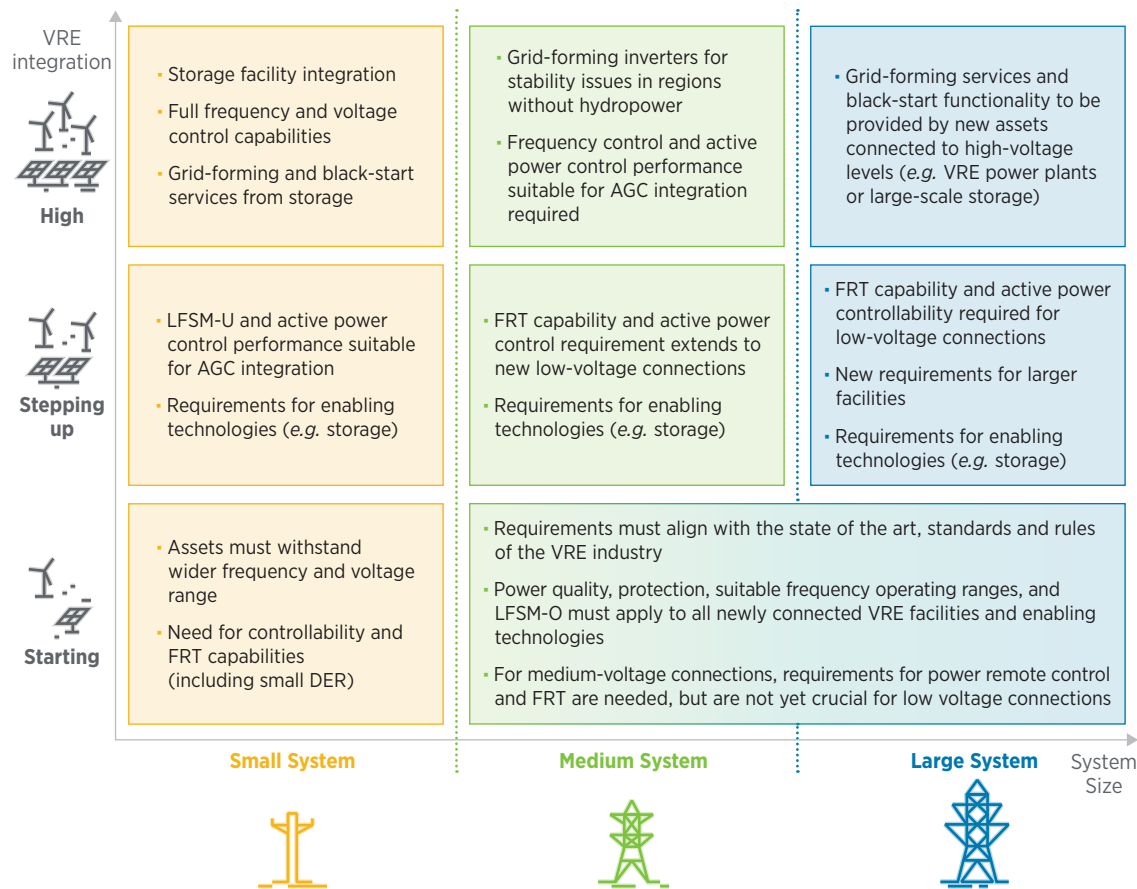 VRE
integration
High
▪ Storage facility integration
▪ Full frequency and voltage
control capabilities
▪ Grid-forming and black-start
services from storage
▪ Grid-forming inverters for
stability issues in regions
without hydropower
▪ Frequency control and active
power control performance
suitable for AGC integration
required
▪ Grid-forming services and
black-start functionality to be
provided by new assets
connected to high-voltage
levels (e.g. VRE power plants
or large-scale storage)
Stepping
up
▪ LFSM-U and active power
control performance suitable
for AGC integration
▪ Requirements for enabling
technologies (e.g. storage)
▪ FRT capability and active power
control requirement extends to
new low-voltage connections
▪ Requirements for enabling
technologies (e.g. storage)
▪ FRT capability and active power
controllability required for
low-voltage connections
▪ New requirements for larger
facilities
▪ Requirements for enabling
technologies (e.g. storage)
Starting
▪ Assets must withstand
wider frequency and voltage
range
▪ Need for controllability and
FRT capabilities
(including small DER)
▪ Requirements must align with the state of the art, standards and rules
of the VRE industry
▪ Power quality, protection, suitable frequency operating ranges, and
LFSM-O must apply to all newly connected VRE facilities and enabling
technologies
▪ For medium-voltage connections, requirements for power remote control
and FRT are needed, but are not yet crucial for low voltage connections
Small System
Medium System
Large System
System
Size